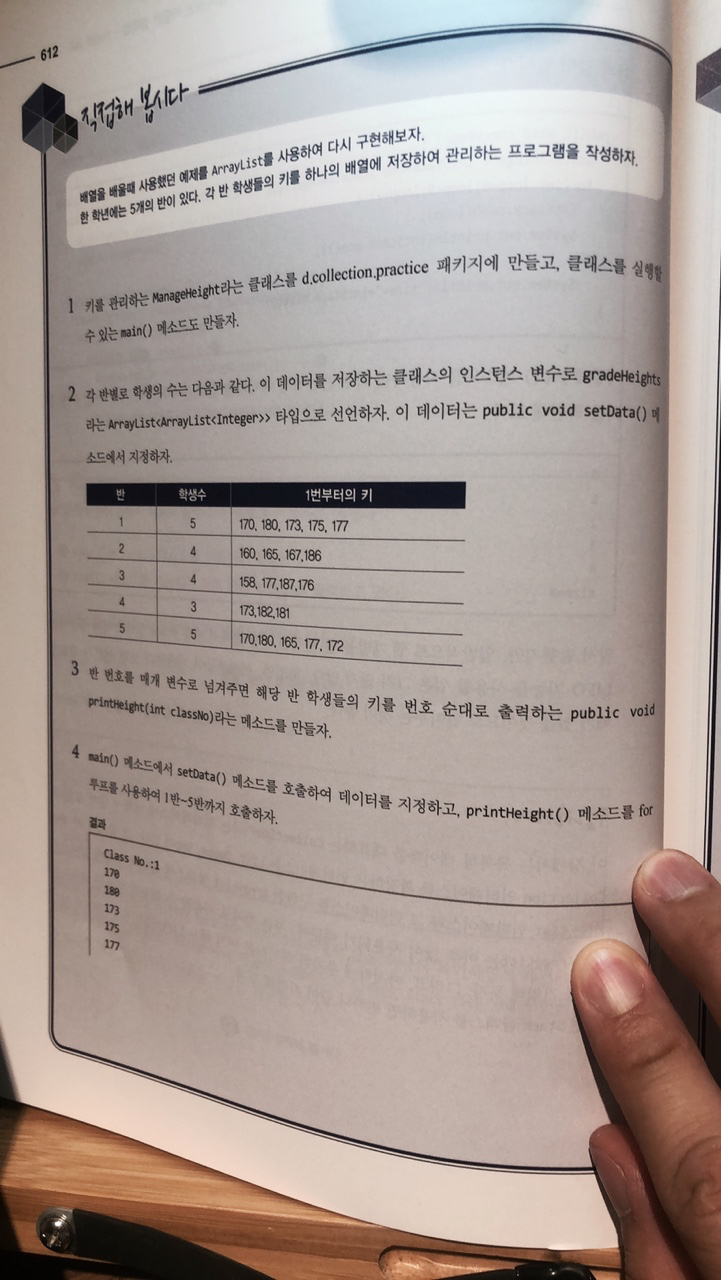 612
직접해 봅시다
배열을 배울때 사용했던 예제를 ArrayList를 사용하여 다시 구현해보자.
한 학년에는 5개의 반이 있다. 각 반 학생들의 키를 하나의 배열에 저장하여 관리하는 프로그램을 작성하자.
1 키를 관리하는 ManageHeight라는 클래스를 d.collection.practice 패키지에 만들고, 클래스를 실행할
수 있는 main() 메소드도 만들자.
2 각 반별로 학생의 수는 다음과 같다. 이 데이터를 저장하는 클래스의 인스턴스 변수로 gradeHeights
라는 ArrayList<ArrayList<Integer>> 타입으로 선언하자. 이 데이터는 public void setData() 메
소드에서 지정하자.
반 학생수 1번부터의 키
1 5 170, 180, 173, 175, 177
2 4 160, 165, 167,186
3 4 158, 177,187,176
4 3 173,182,181
5 5 170,180, 165, 177, 172
3 반 번호를 매개 변수로 넘겨주면 해당 반 학생들의 키를 번호 순대로 출력하는 public void
printHeight(int classNo)라는 메소드를 만들자.
4 main() 메소드에서 setData() 메소드를 호출하여 데이터를 지정하고, printHeight() 메소드를 for
루프를 사용하여 1반~5반까지 호출하자.
결과
Class No.:1
170
180
173
175
177